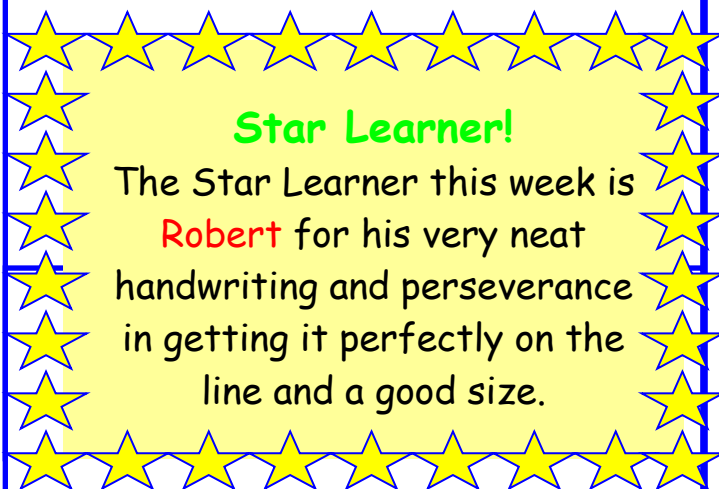 Star Learner!
The Star Learner this week is
Robert for his very neat
handwriting and perseverance
in getting it perfectly on the
line and a good size.